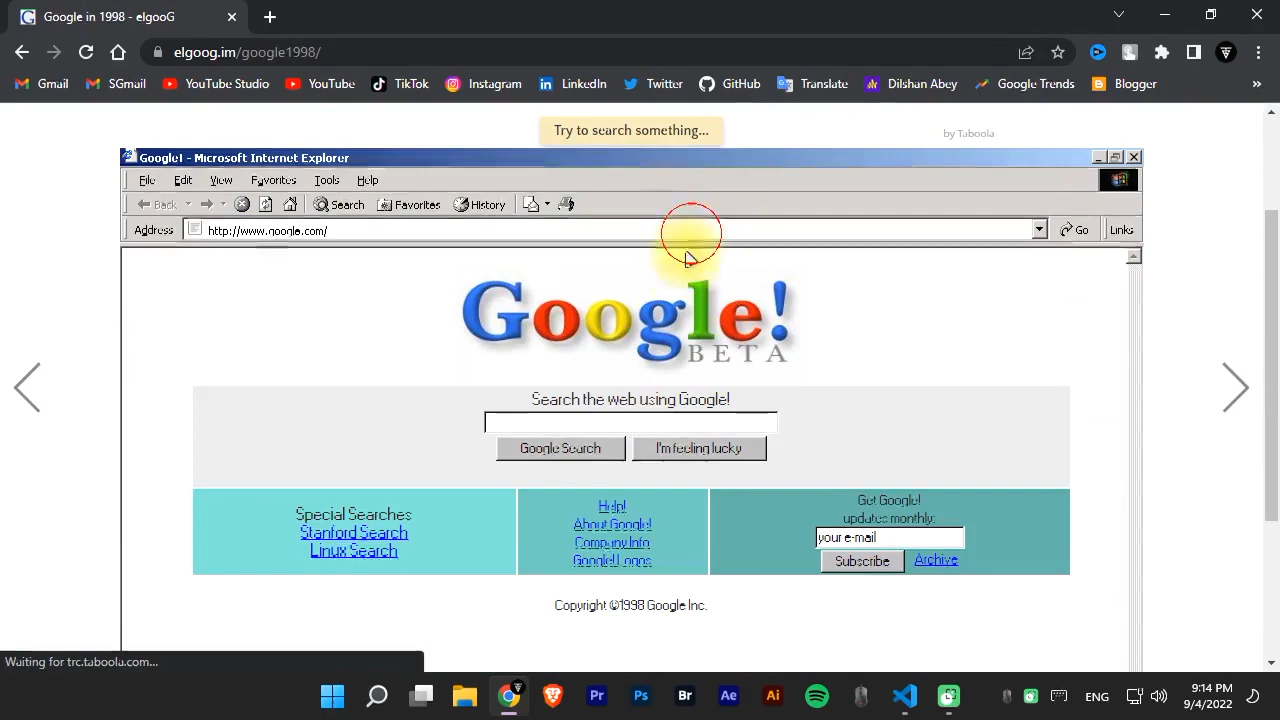 Google in 1998 - elgooG
elgoog.im/google1998/
Gmail SGmail YouTube Studio YouTube TikTok Instagram LinkedIn Twitter GitHub Translate Dilshan Abey Google Trends Blogger »
Try to search something...
by Taboola
Google! - Microsoft Internet Explorer
File Edit View Favorites Tools Help
Back Search Favorites History
Address http://www.google.com/ Go Links
Google!
BETA
Search the web using Google!
Google Search I'm feeling lucky
Special Searches
Stanford Search
Linux Search
Help!
About Google!
Company Info
Google! Logos
Get Google!
updates monthly:
your e-mail
Subscribe Archive
Copyright ©1998 Google Inc.
Waiting for trc.taboola.com...
Pr Ps Br Ae Ai
ENG
9:14 PM
9/4/2022